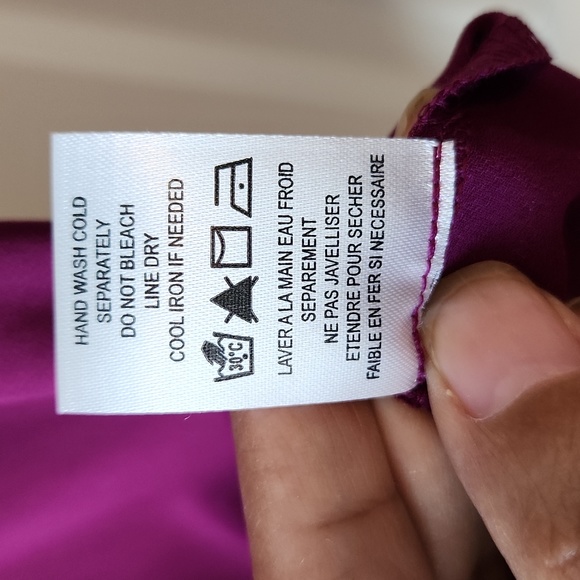 HAND WASH COLD
SEPARATELY
DO NOT BLEACH
LINE DRY
COOL IRON IF NEEDED
30°C
LAVER A LA MAIN EAU FROID
SEPAREMENT
NE PAS JAVELLISER
ETENDRE POUR SECHER
FAIBLE EN FER SI NECESSAIRE